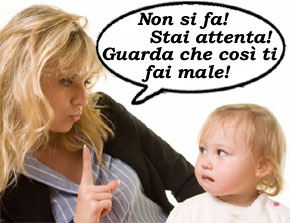 Non si fa!
Stai attenta!
Guarda che così ti
fai male!